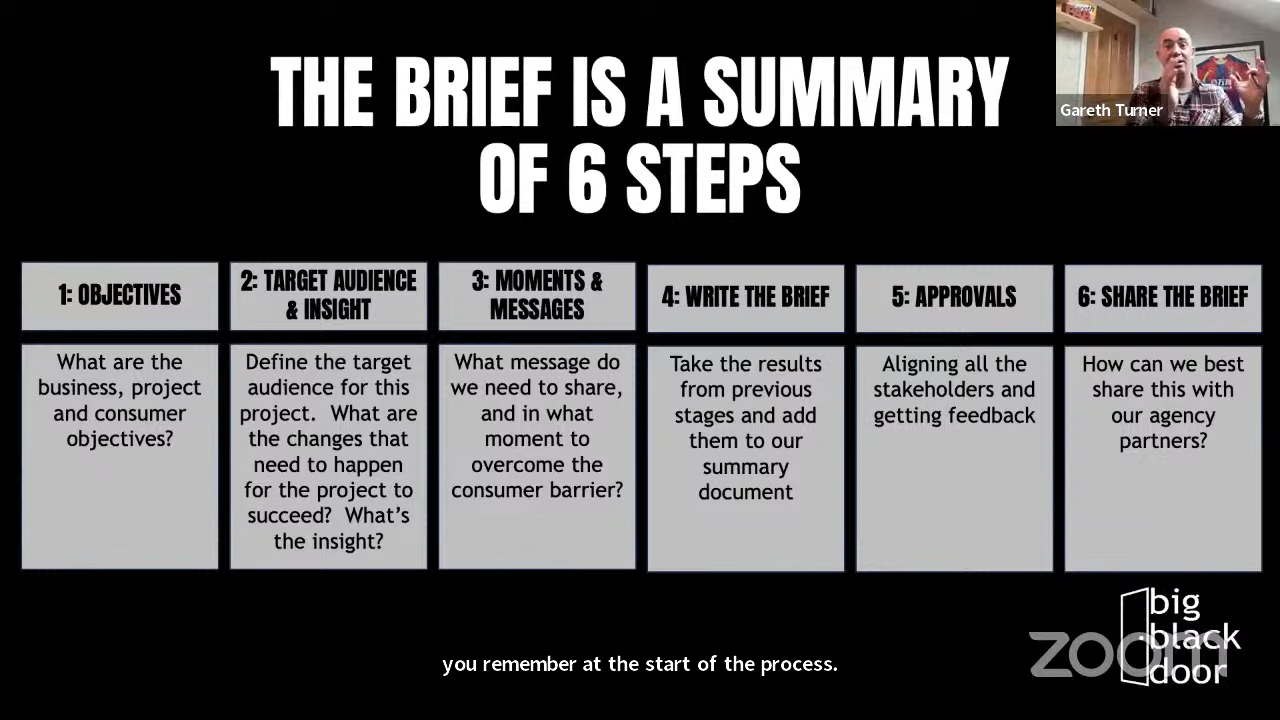 THE BRIEF IS A SUMMARY
OF 6 STEPS
Gareth Turner
1: OBJECTIVES
What are the
business, project
and consumer
objectives?
2: TARGET AUDIENCE
& INSIGHT
Define the target
audience for this
project.  What are
the changes that
need to happen
for the project to
succeed?  What's
the insight?
3: MOMENTS &
MESSAGES
What message do
we need to share,
and in what
moment to
overcome the
consumer barrier?
4: WRITE THE BRIEF
Take the results
from previous
stages and add
them to our
summary
document
5: APPROVALS
Aligning all the
stakeholders and
getting feedback
6: SHARE THE BRIEF
How can we best
share this with
our agency
partners?
big
black
door
zoom
you remember at the start of the process.